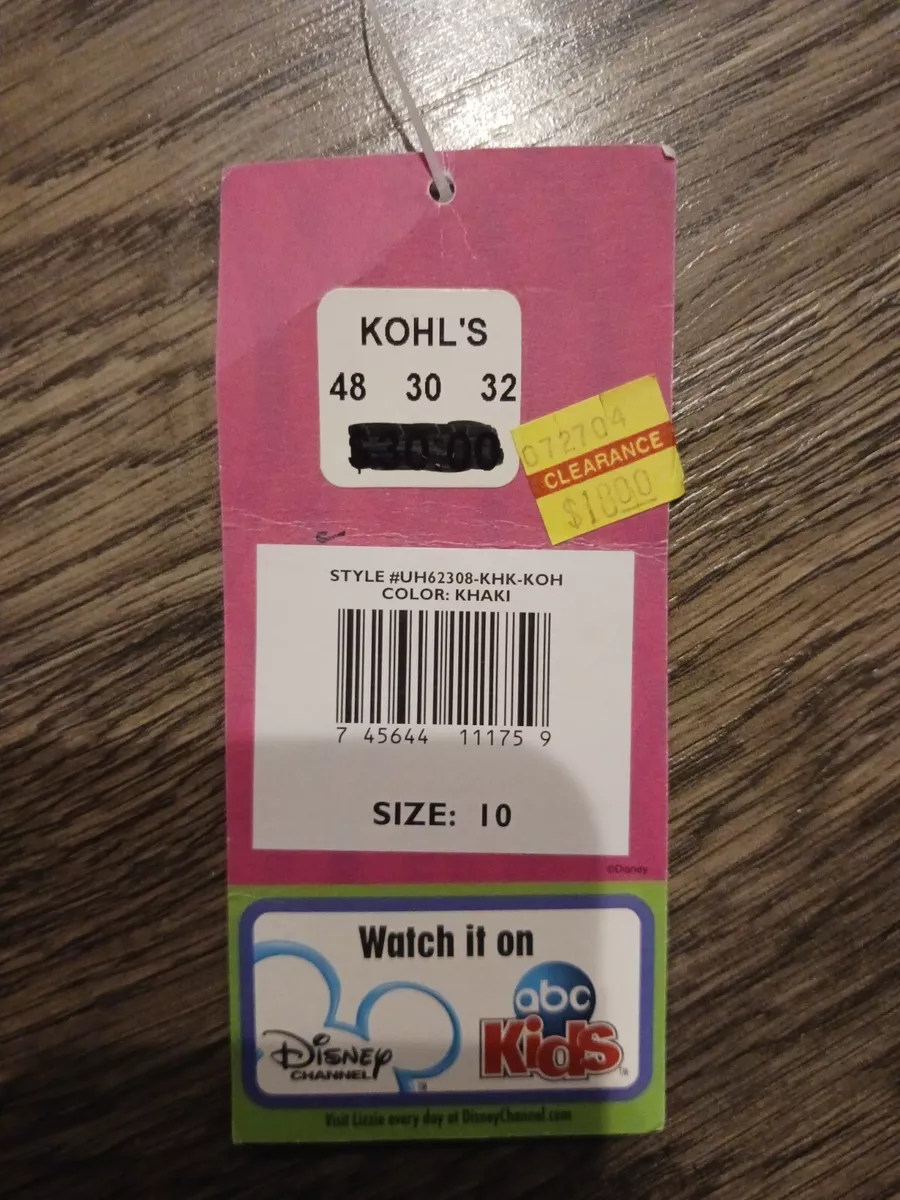 KOHL'S
48 30 32
072704
CLEARANCE
$10.00
STYLE #UH62308-KHK-KOH
COLOR: KHAKI
7 45644 11175 9
SIZE: 10
©Disney
Watch it on
abc
Kids™
DISNEY
CHANNEL
Visit Lizzie every day at DisneyChannel.com